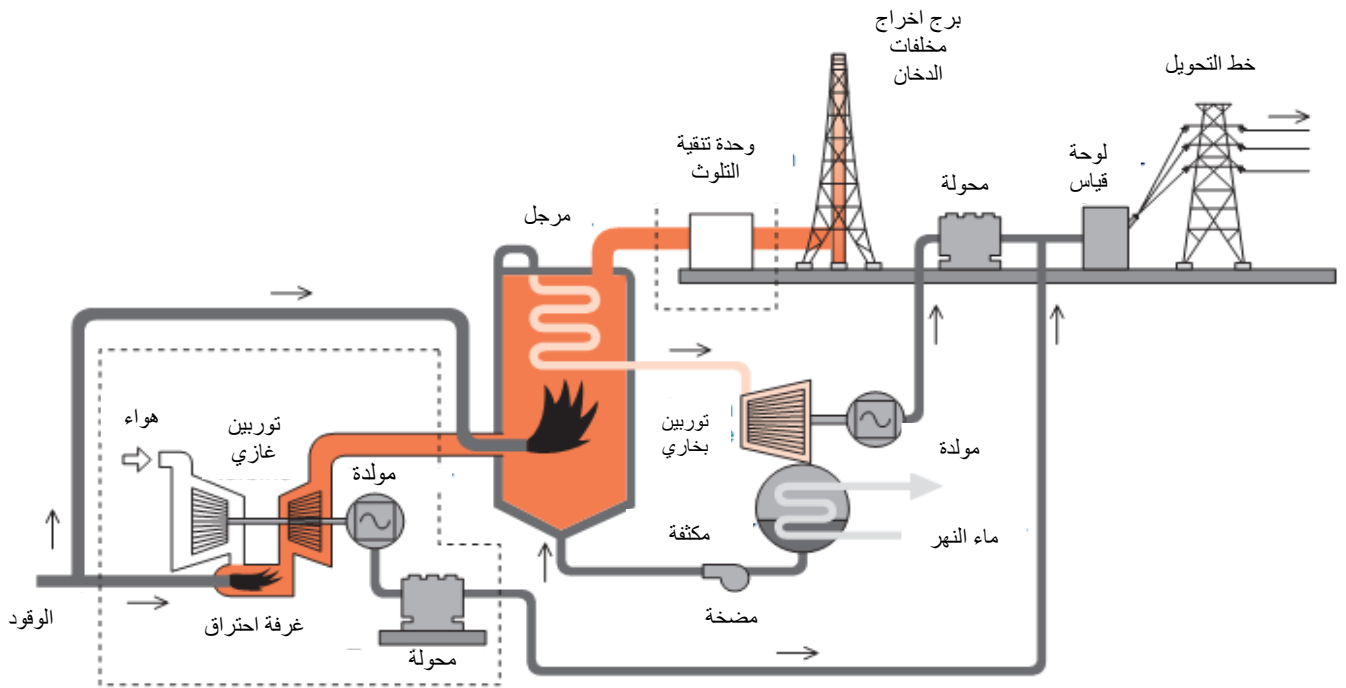 برج اخراج
مخلفات
الدخان
خط التحويل
وحدة تنقية
التلوث
لوحة
قياس
محولة
مرجل
هواء
توربين
غازي
مولدة
توربين
بخاري
مولدة
مكثفة
ماء النهر
الوقود
غرفة احتراق
مضخة
محولة